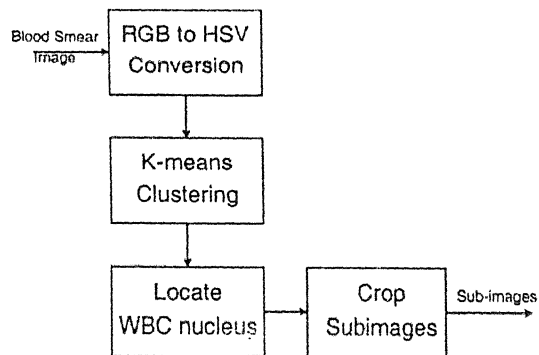 Blood Smear
Image
RGB to HSV
Conversion
K-means
Clustering
Locate
WBC nucleus
Crop
Subimages
Sub-images